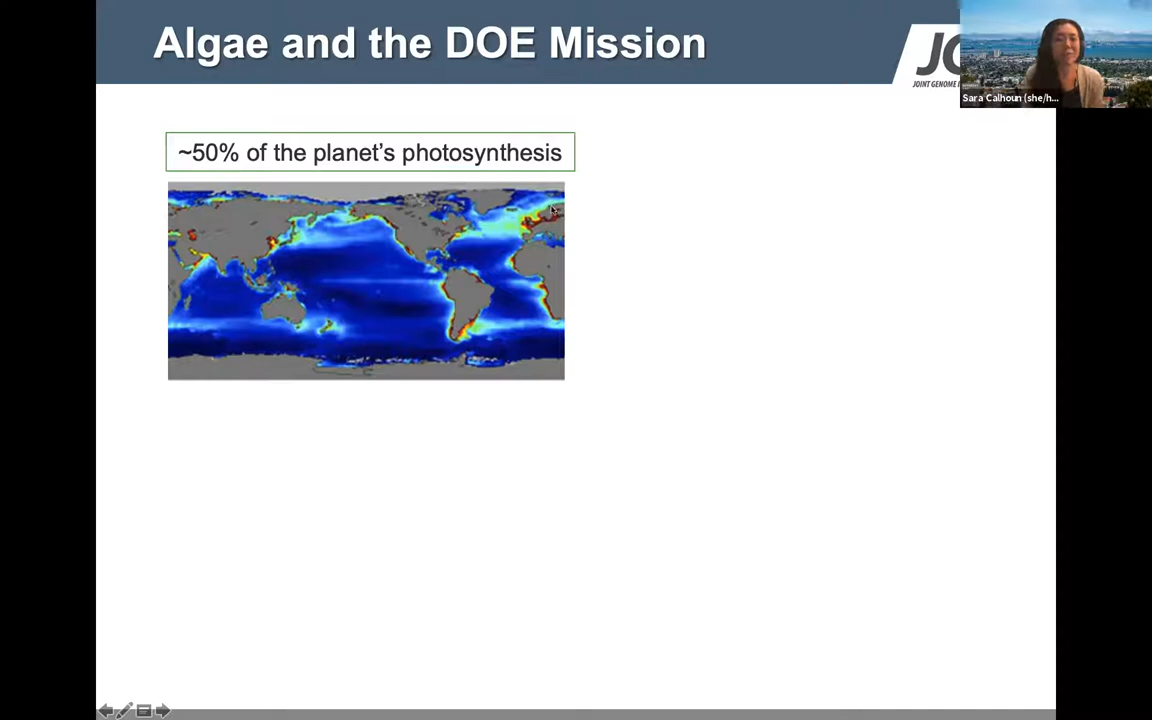 Algae and the DOE Mission
JOINT GENOME
Sara Calhoun (she/h...
~50% of the planet's photosynthesis